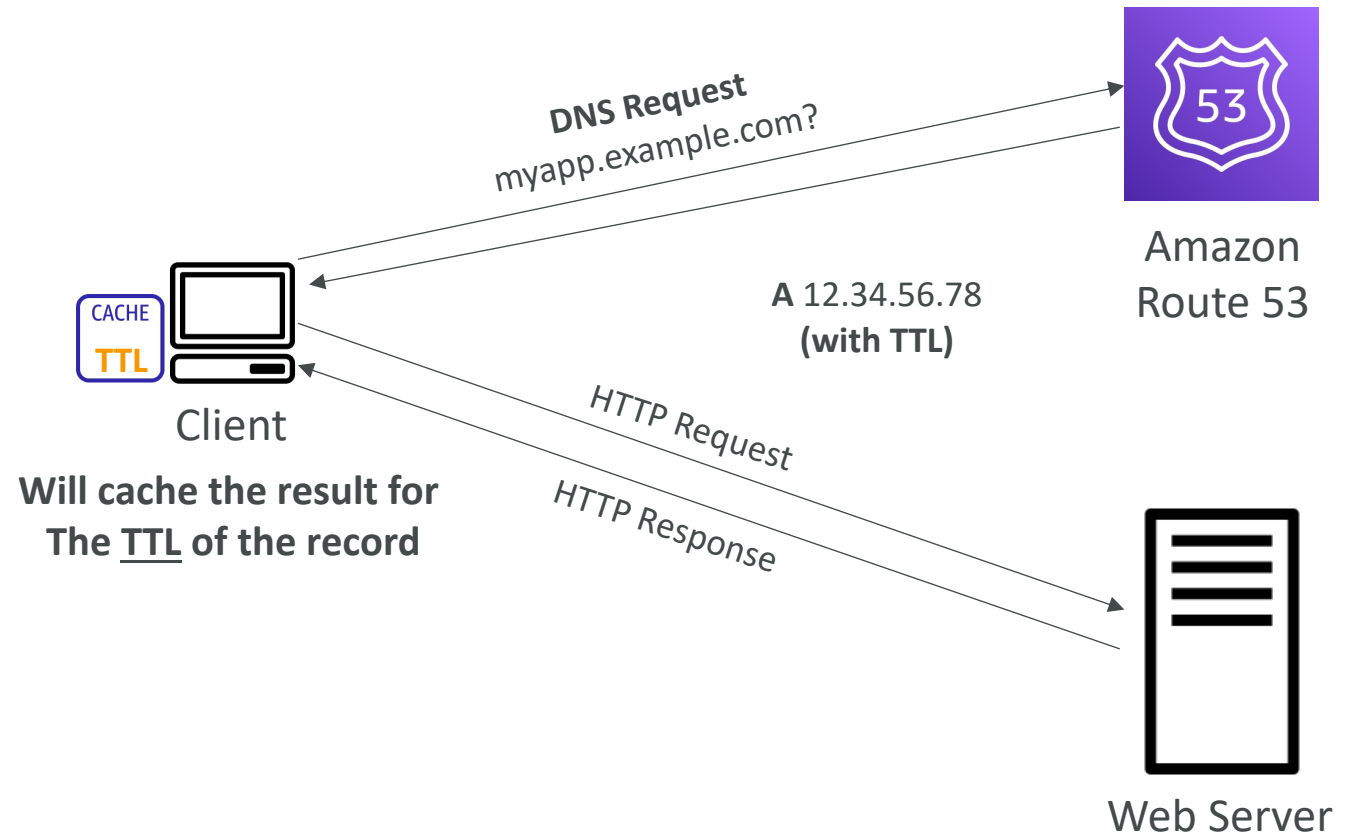 DNS Request
myapp.example.com?
53
Amazon
Route 53
A 12.34.56.78
(with TTL)
CACHE
TTL
Client
Will cache the result for
The TTL of the record
HTTP Request
HTTP Response
Web Server